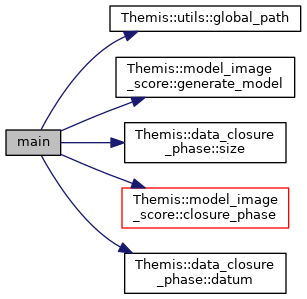 Themis::utils::global_path
Themis::model_image
_score::generate_model
main
Themis::data_closure
_phase::size
Themis::model_image
_score::closure_phase
Themis::data_closure
_phase::datum